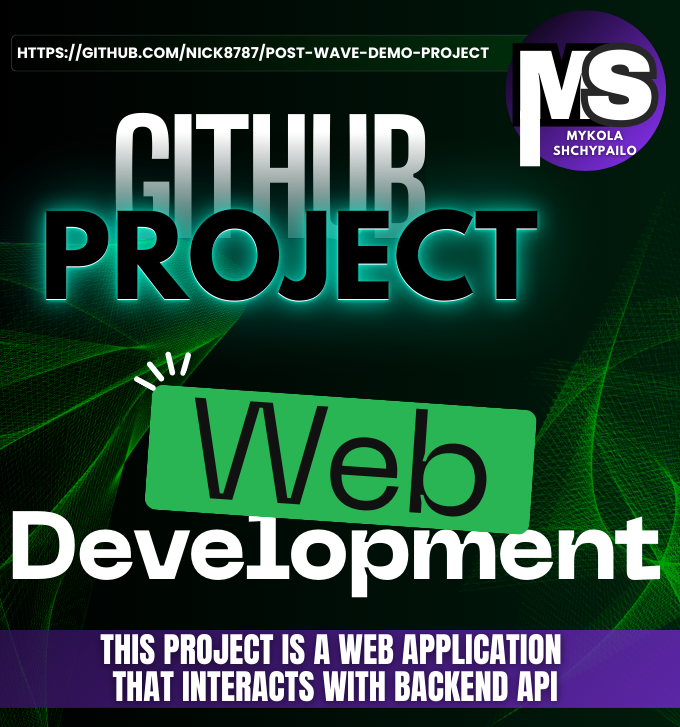 HTTPS://GITHUB.COM/NICK8787/POST-WAVE-DEMO-PROJECT
MS
MYKOLA
SHCHYPAILO
GITHUB
PROJECT
Web
Development
THIS PROJECT IS A WEB APPLICATION
THAT INTERACTS WITH BACKEND API